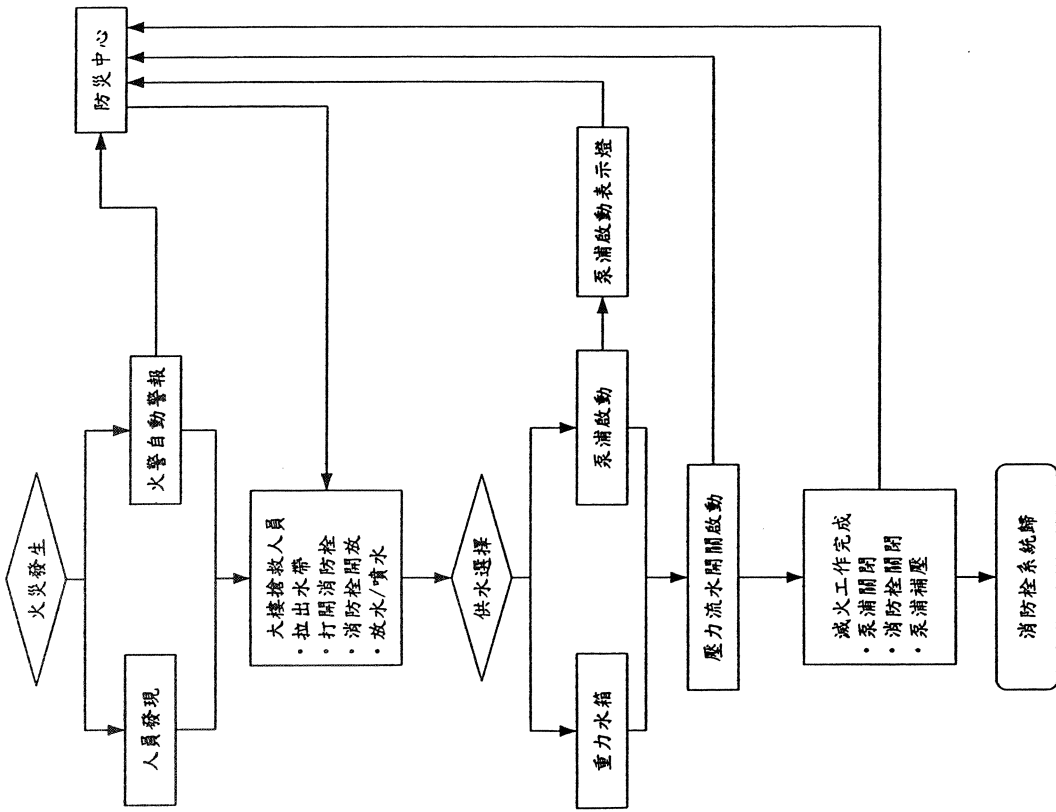 火災發生
人員發現
火警自動警報
防災中心
大樓搶救人員
・拉出水帶
・打開消防栓
・消防栓開放
・放水/噴水
供水選擇
重力水箱
泵浦啟動
泵浦啟動表示燈
壓力流水開關啟動
滅火工作完成
・泵浦關閉
・消防栓關閉
・泵浦補壓
消防栓系統歸